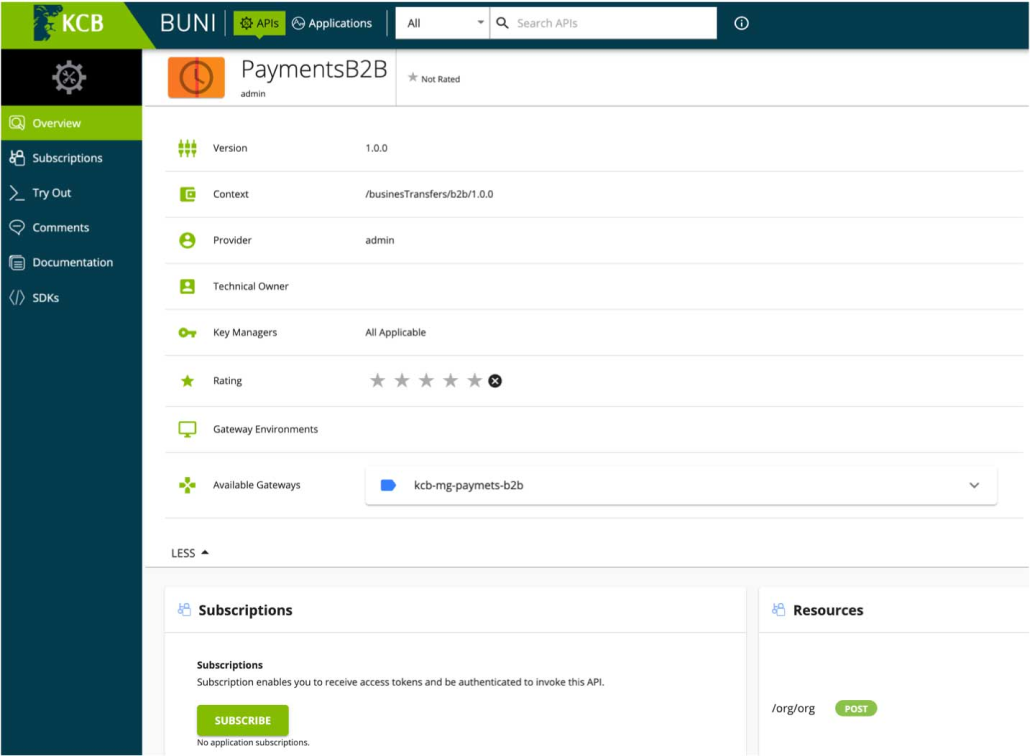 KCB BUNI APIs Applications All Search APIs
PaymentsB2B
Not Rated
admin
Overview
Subscriptions
Try Out
Comments
Documentation
SDKs
Version 1.0.0
Context /businesTransfers/b2b/1.0.0
Provider admin
Technical Owner
Key Managers All Applicable
Rating
Gateway Environments
Available Gateways kcb-mg-paymets-b2b
LESS
Subscriptions
Subscriptions
Subscription enables you to receive access tokens and be authenticated to invoke this API.
SUBSCRIBE
No application subscriptions.
Resources
/org/org POST